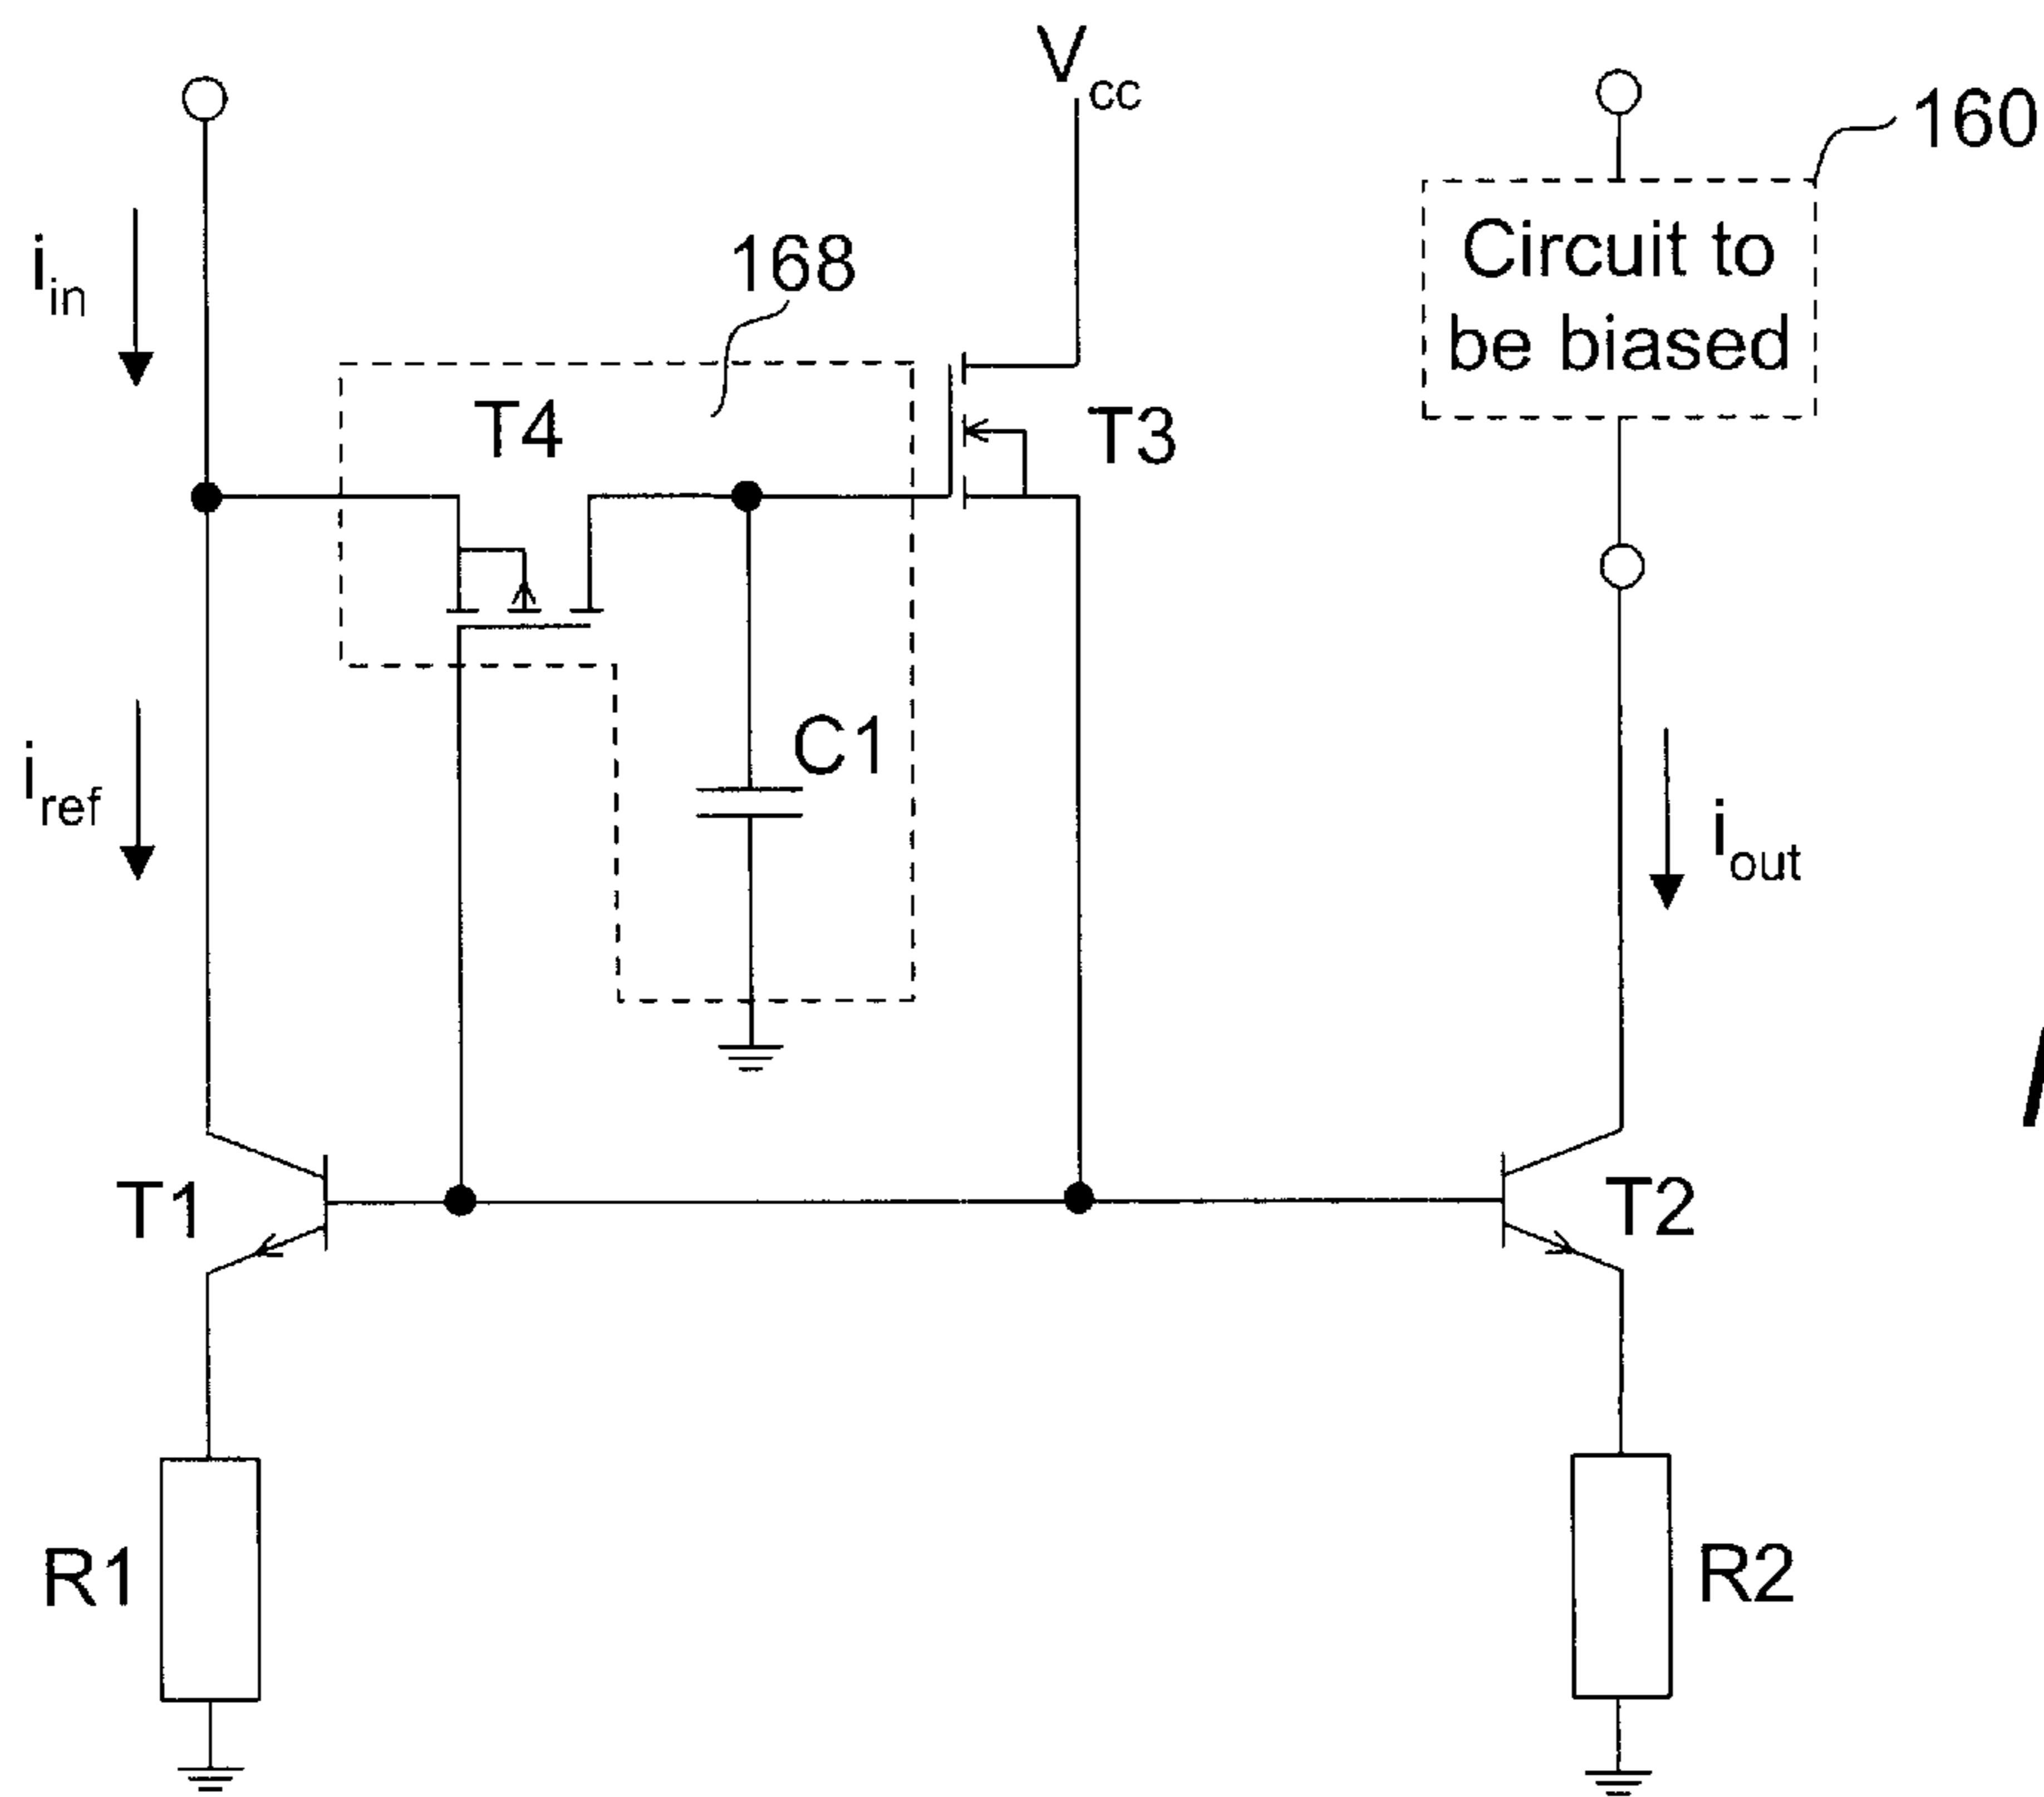 V
cc
160
Circuit to
be biased
i
in
168
T4
T3
C1
i
ref
i
out
T1
T2
R1
R2